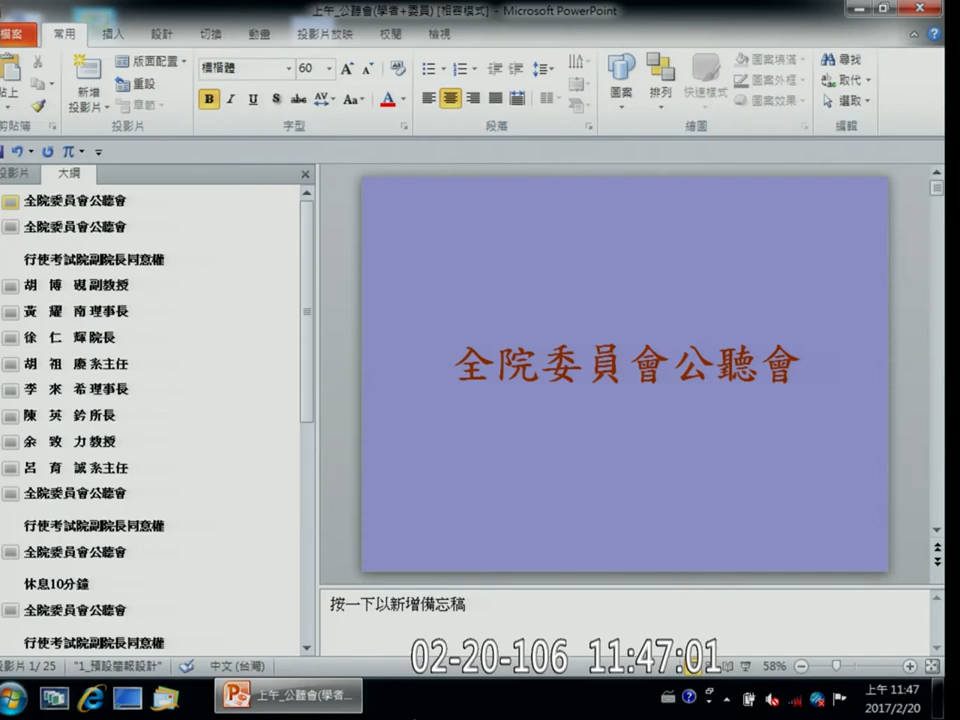 上午_公聽會(學者+委員) [相容模式] - Microsoft PowerPoint
檔案 常用 插入 設計 切換 動畫 投影片放映 校閱 檢視
貼上 新增 投影片 版面配置 重設 章節 標楷體 60 圖案 排列 快速樣式 圖案填滿 圖案外框 圖案效果 尋找 取代 選取
剪貼簿 投影片 字型 段落 繪圖 編輯
投影片 大綱
全院委員會公聽會
全院委員會公聽會
行使考試院副院長同意權
胡 博 硯 副教授
黃 耀 南 理事長
徐 仁 輝 院長
胡 祖 慶 系主任
李 來 希 理事長
陳 英 鈐 所長
余 致 力 教授
呂 育 誠 系主任
全院委員會公聽會
行使考試院副院長同意權
全院委員會公聽會
休息10分鐘
全院委員會公聽會
行使考試院副院長同意權
全院委員會公聽會
按一下以新增備忘稿
02-20-106 11:47:01
投影片 1/25 "1_預設簡報設計" 中文 (台灣) 58%
上午_公聽會(學者...
上午 11:47
2017/2/20